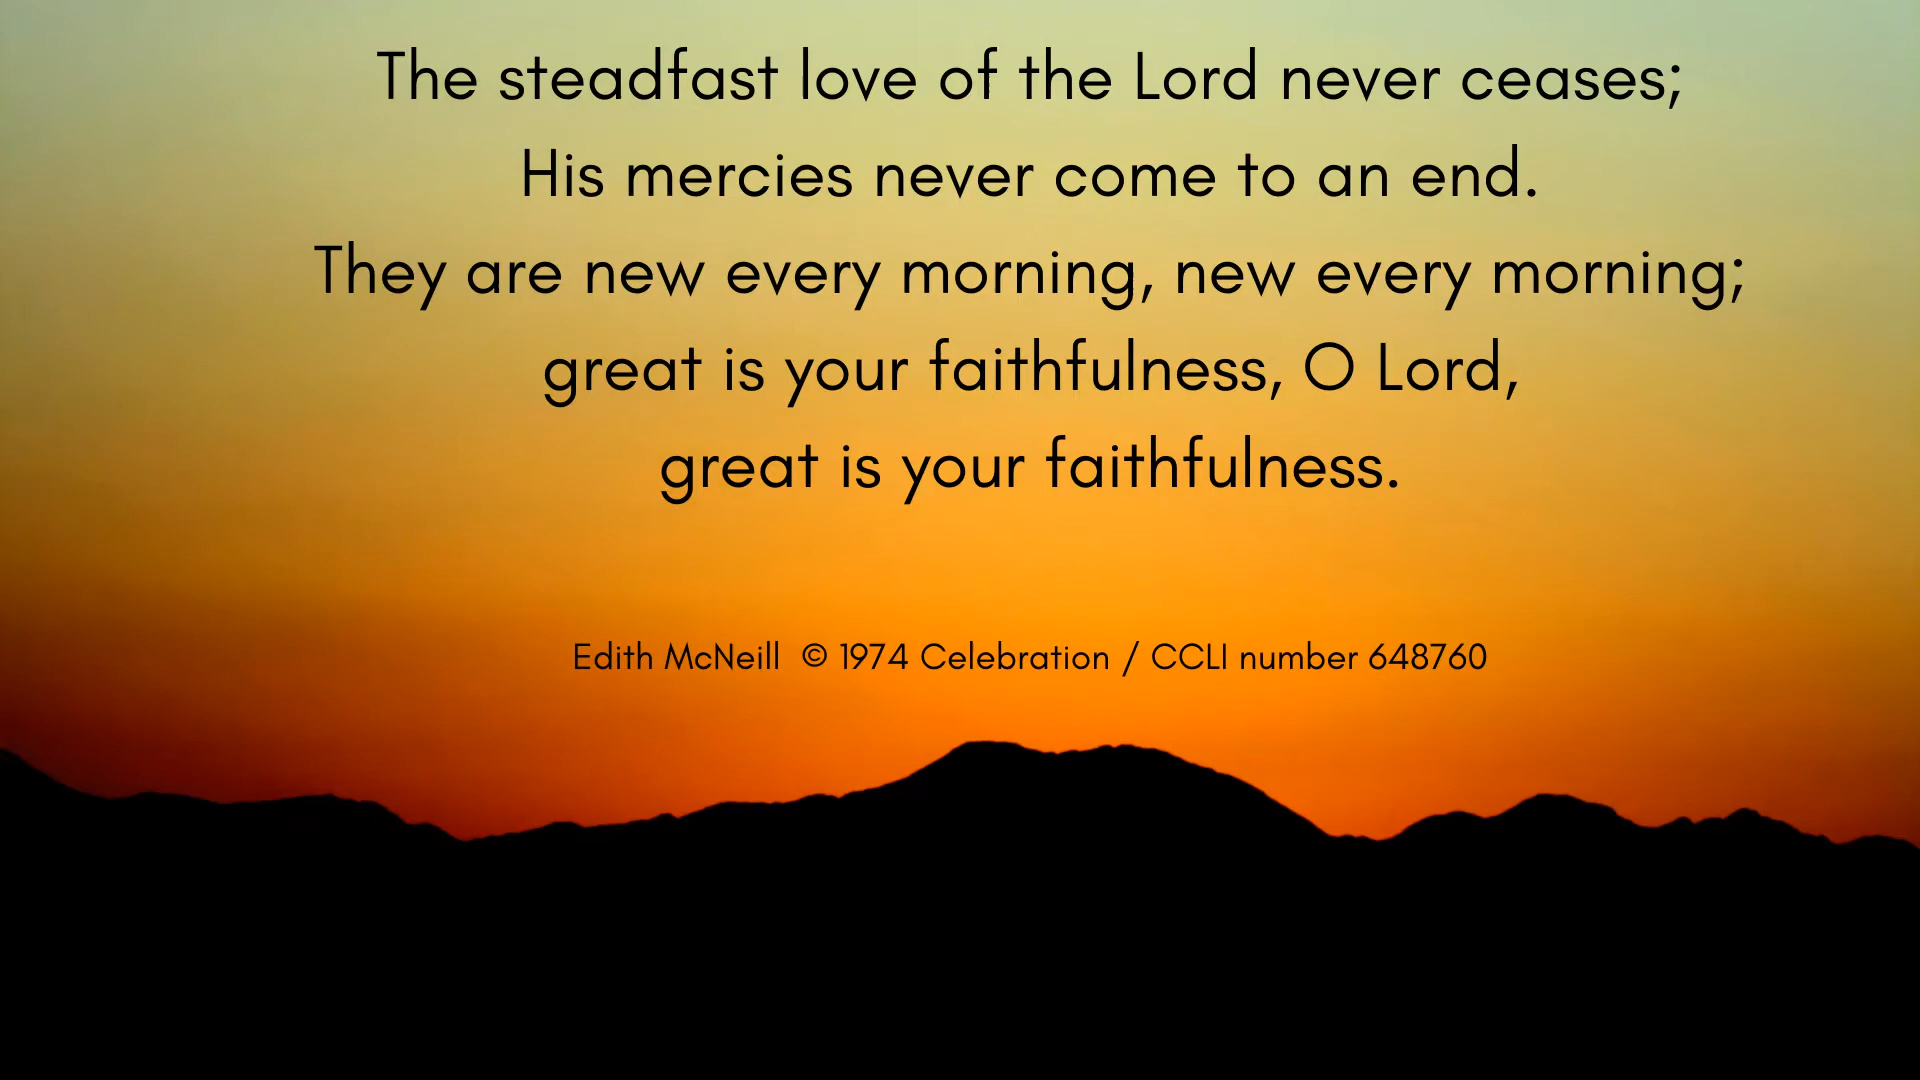 The steadfast love of the Lord never ceases;
His mercies never come to an end.
They are new every morning, new every morning;
great is your faithfulness, O Lord,
great is your faithfulness.
Edith McNeill © 1974 Celebration / CCLI number 648760